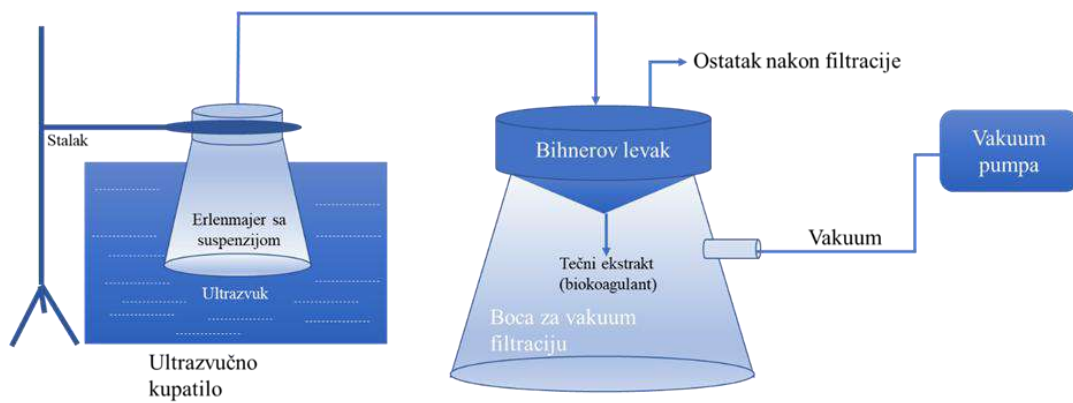 Stalak
Erlenmajer sa
suspenzijom
Ultrazvuk
Ultrazvučno
kupatilo
Ostatak nakon filtracije
Bihnerov levak
Tečni ekstrakt
(biokoagulant)
Boca za vakuum
filtraciju
Vakuum
Vakuum
pumpa